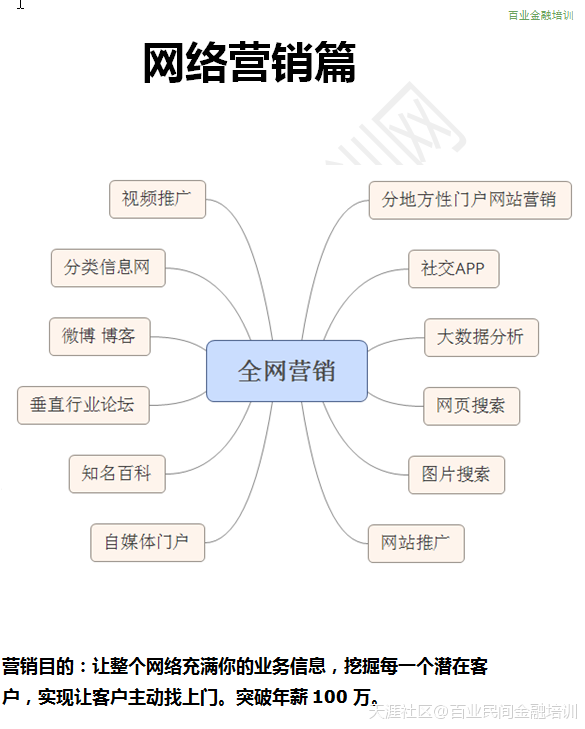 百业金融培训
网络营销篇
训网
视频推广
分地方性门户网站营销
分类信息网
社交APP
微博 博客
大数据分析
全网营销
垂直行业论坛
网页搜索
知名百科
图片搜索
自媒体门户
网站推广
营销目的：让整个网络充满你的业务信息，挖掘每一个潜在客
户，实现让客户主动找上门。突破年薪 100 万。
天涯社区@百业民间金融培训